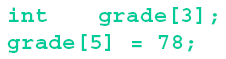 int    grade[3];
grade[5] = 78;